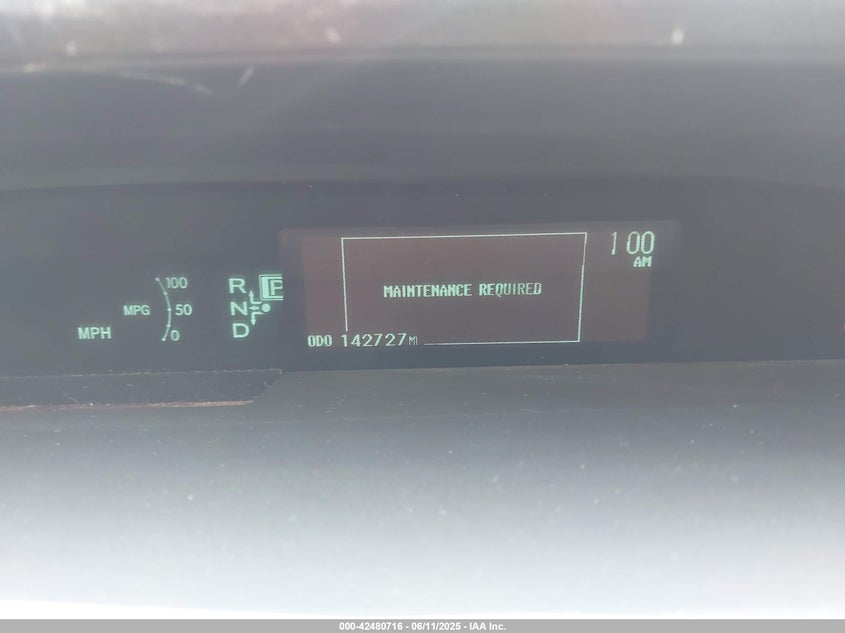 100
MPG 50
0
MPH
R P
N
D
MAINTENANCE REQUIRED
ODO 142727 MI
1 00
AM
000-42480716 - 06/11/2025 - IAA Inc.